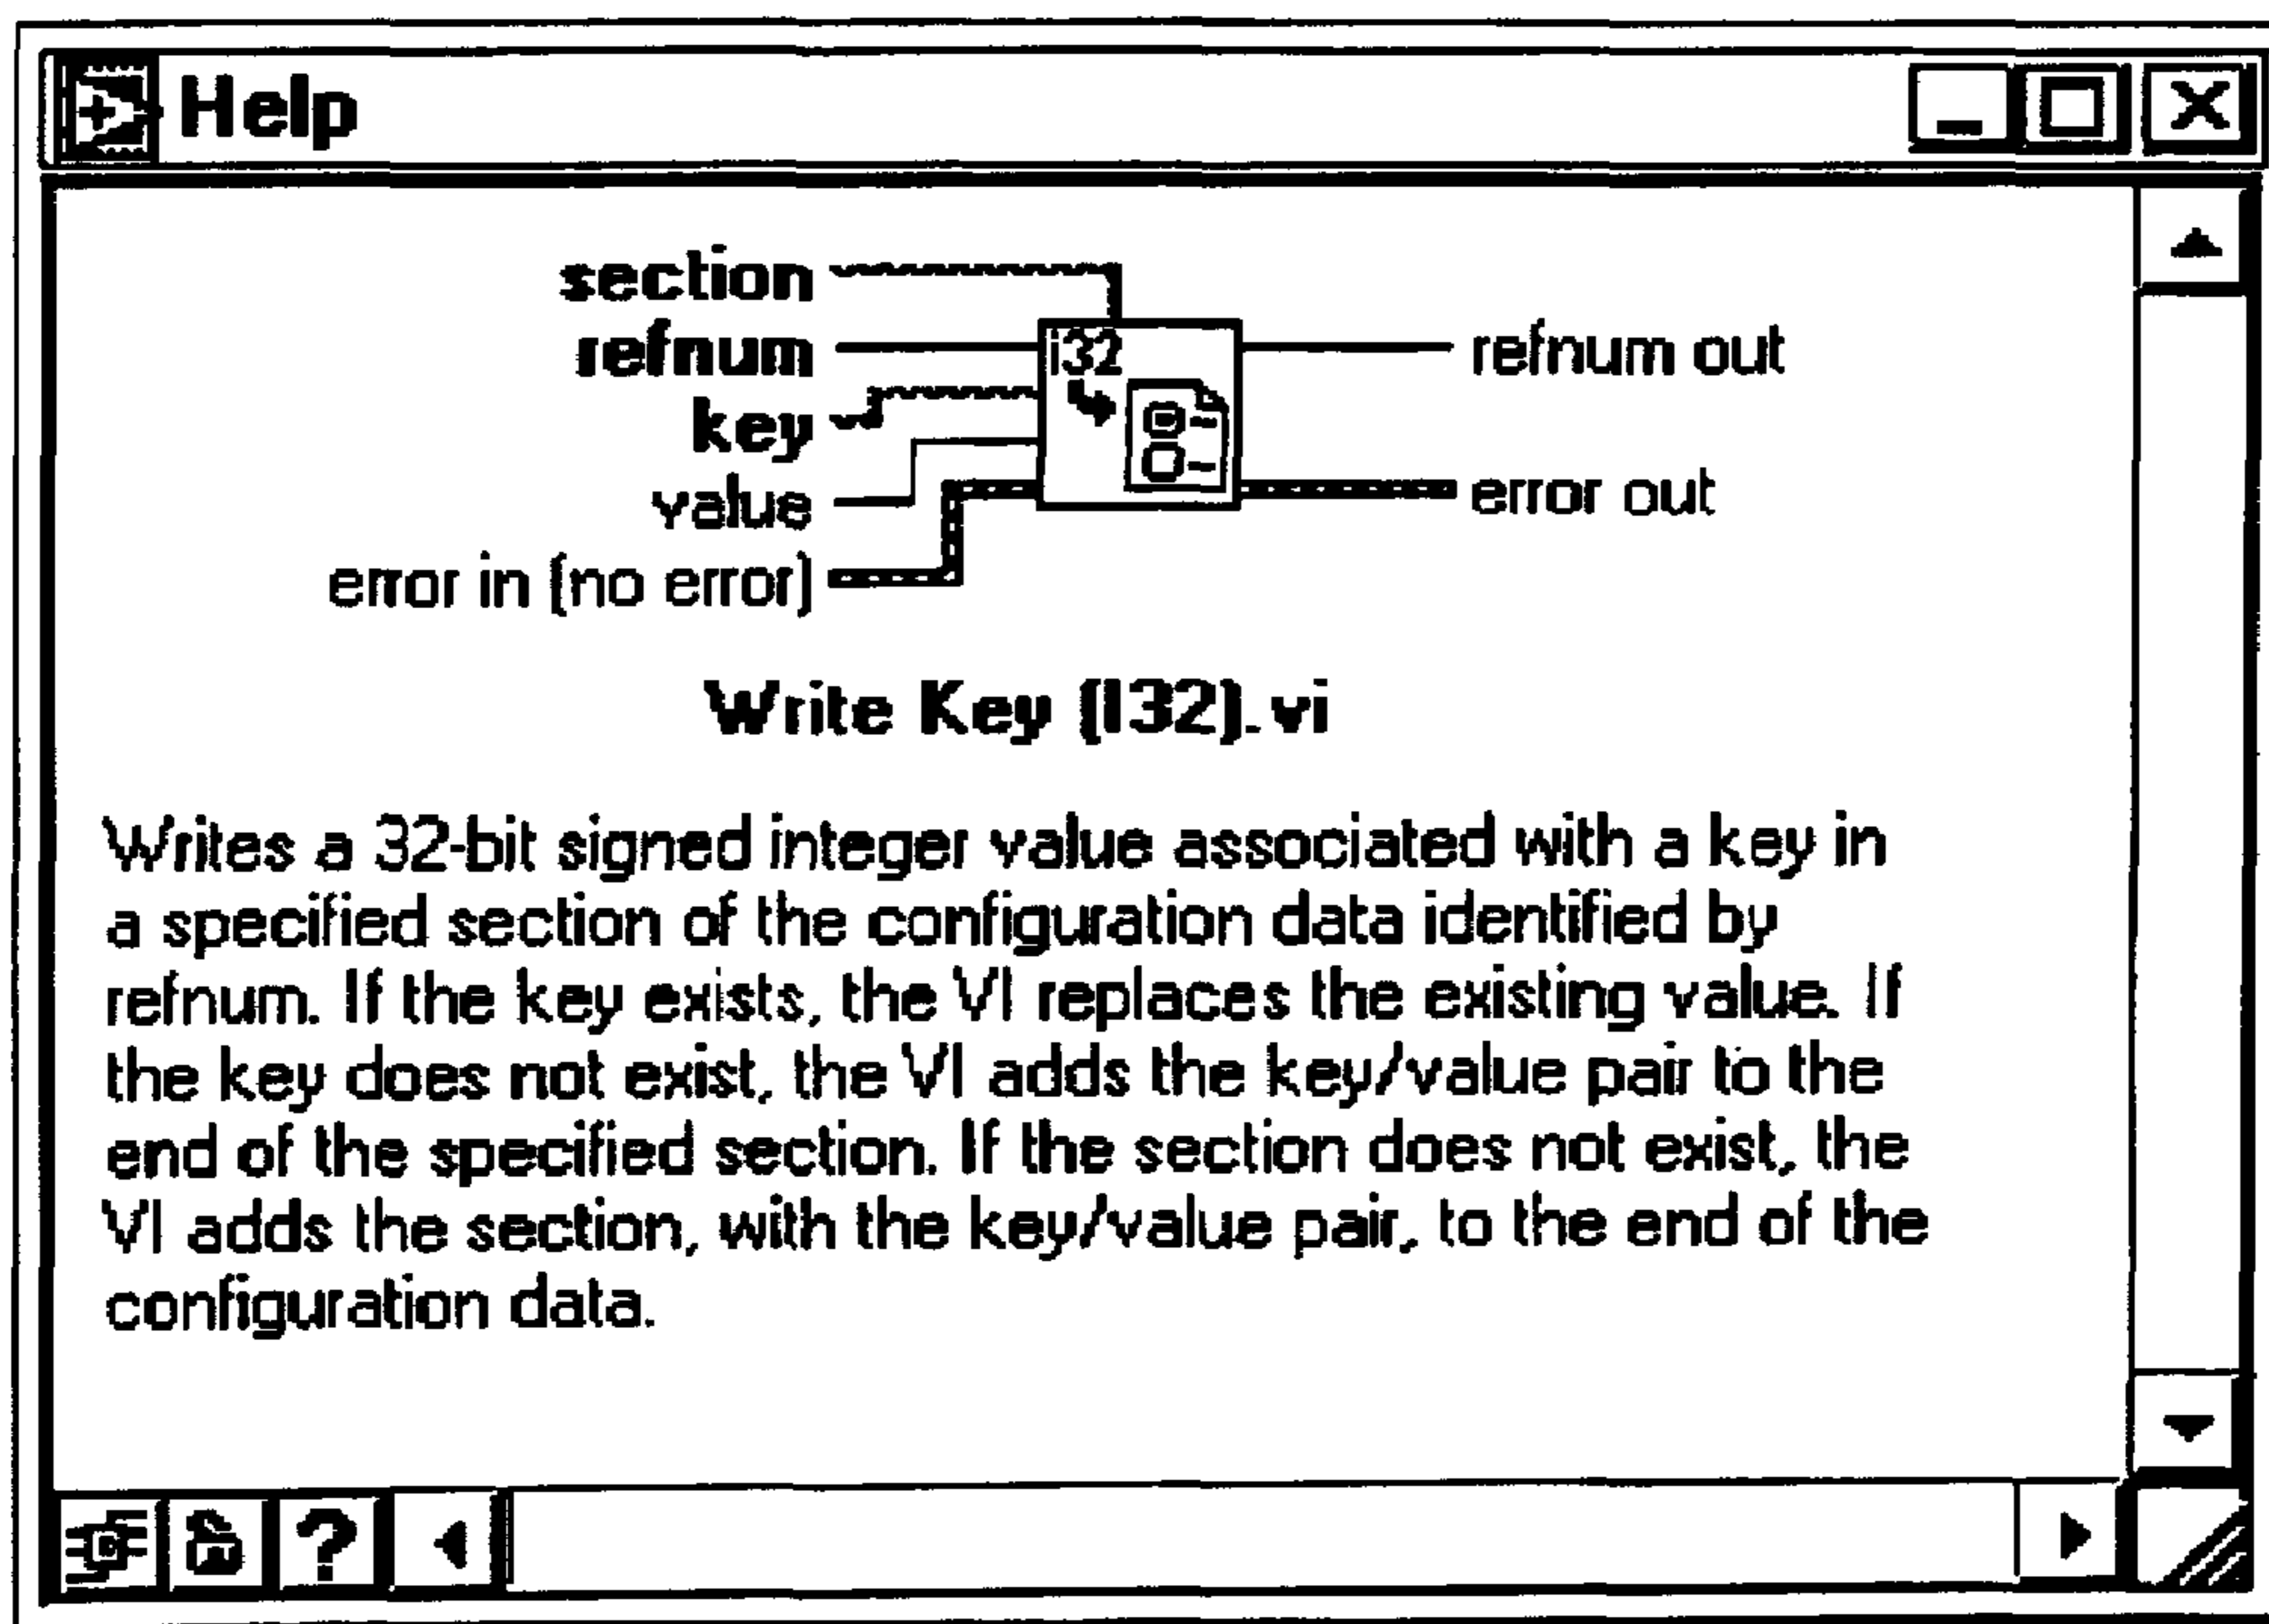 Help
section
refnum
i32
refnum out
key
value
error out
error in (no error)
Write Key (I32).vi
Writes a 32-bit signed integer value associated with a key in
a specified section of the configuration data identified by
refnum. If the key exists, the VI replaces the existing value. If
the key does not exist, the VI adds the key/value pair to the
end of the specified section. If the section does not exist, the
VI adds the section, with the key/value pair, to the end of the
configuration data.
?